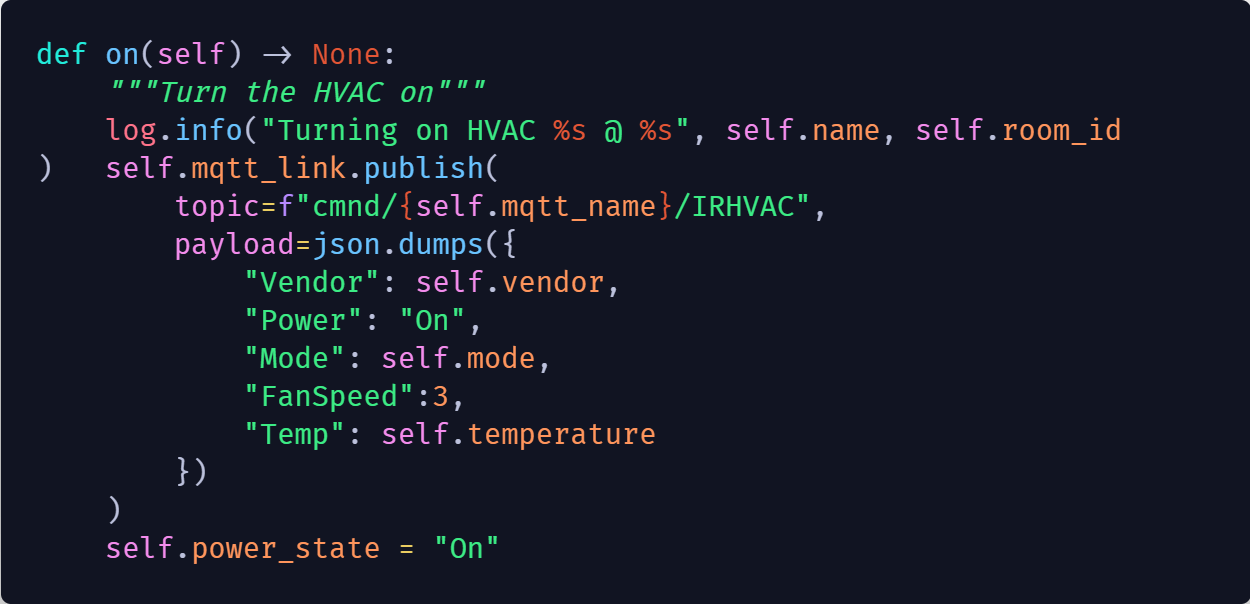 def on(self) -> None:
    """Turn the HVAC on"""
    log.info("Turning on HVAC %s @ %s", self.name, self.room_id
)   self.mqtt_link.publish(
        topic=f"cmnd/{self.mqtt_name}/IRHVAC",
        payload=json.dumps({
            "Vendor": self.vendor,
            "Power": "On",
            "Mode": self.mode,
            "FanSpeed":3,
            "Temp": self.temperature
        })
    )
    self.power_state = "On"